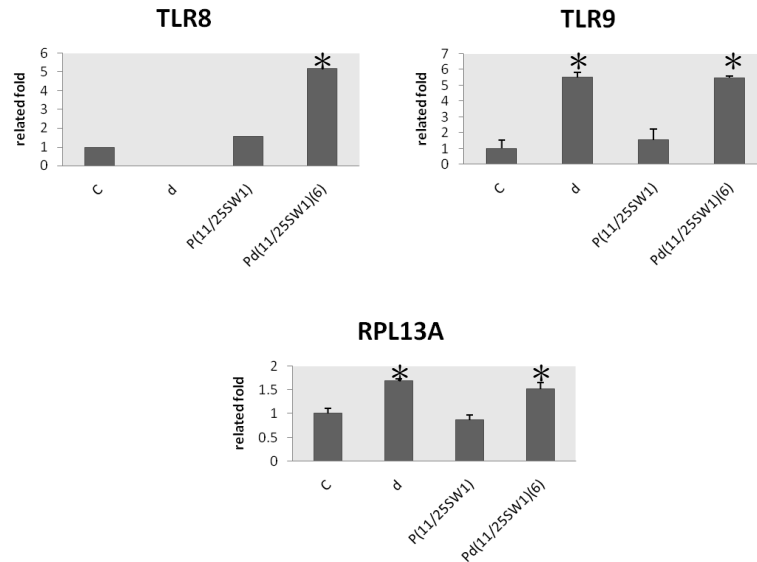 TLR8
related fold
6
5
4
3
2
1
0
*
C
d
P(11/25SW1)
Pd(11/25SW1)(6)
TLR9
related fold
7
6
5
4
3
2
1
0
*
*
C
d
P(11/25SW1)
Pd(11/25SW1)(6)
RPL13A
related fold
2
1.5
1
0.5
0
*
*
C
d
P(11/25SW1)
Pd(11/25SW1)(6)